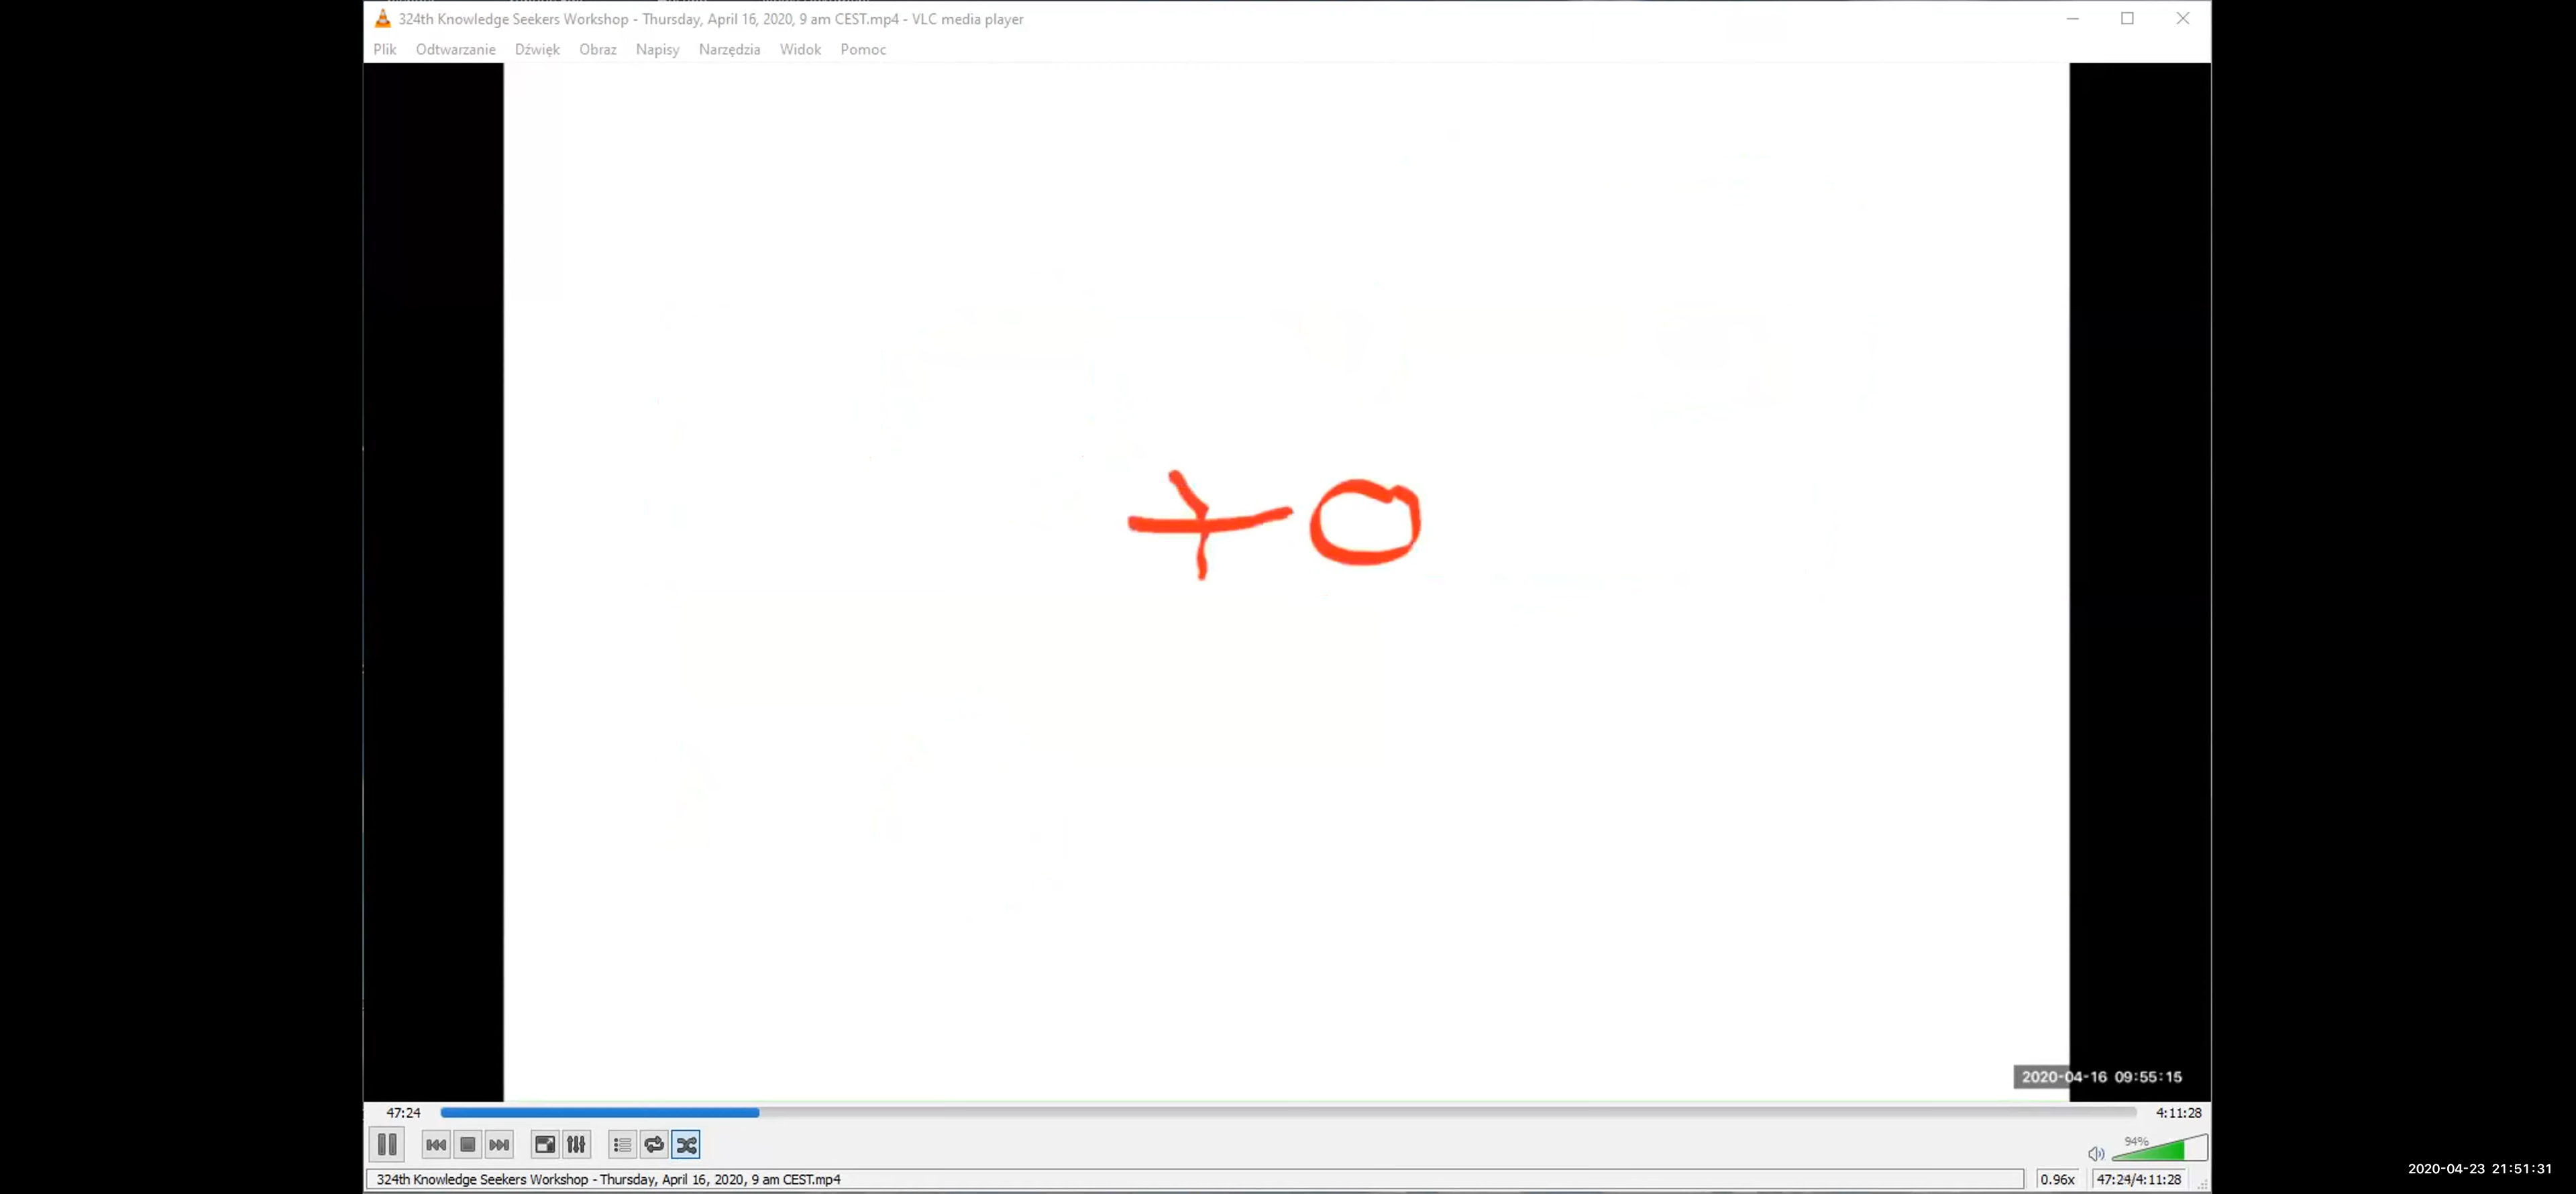 324th Knowledge Seekers Workshop - Thursday, April 16, 2020, 9 am CEST.mp4 - VLC media player
Plik Odtwarzanie Dźwięk Obraz Napisy Narzędzia Widok Pomoc
2020-04-16 09:55:15
47:24 4:11:28
94%
324th Knowledge Seekers Workshop - Thursday, April 16, 2020, 9 am CEST.mp4 0.96x 47:24/4:11:28
2020-04-23 21:51:31